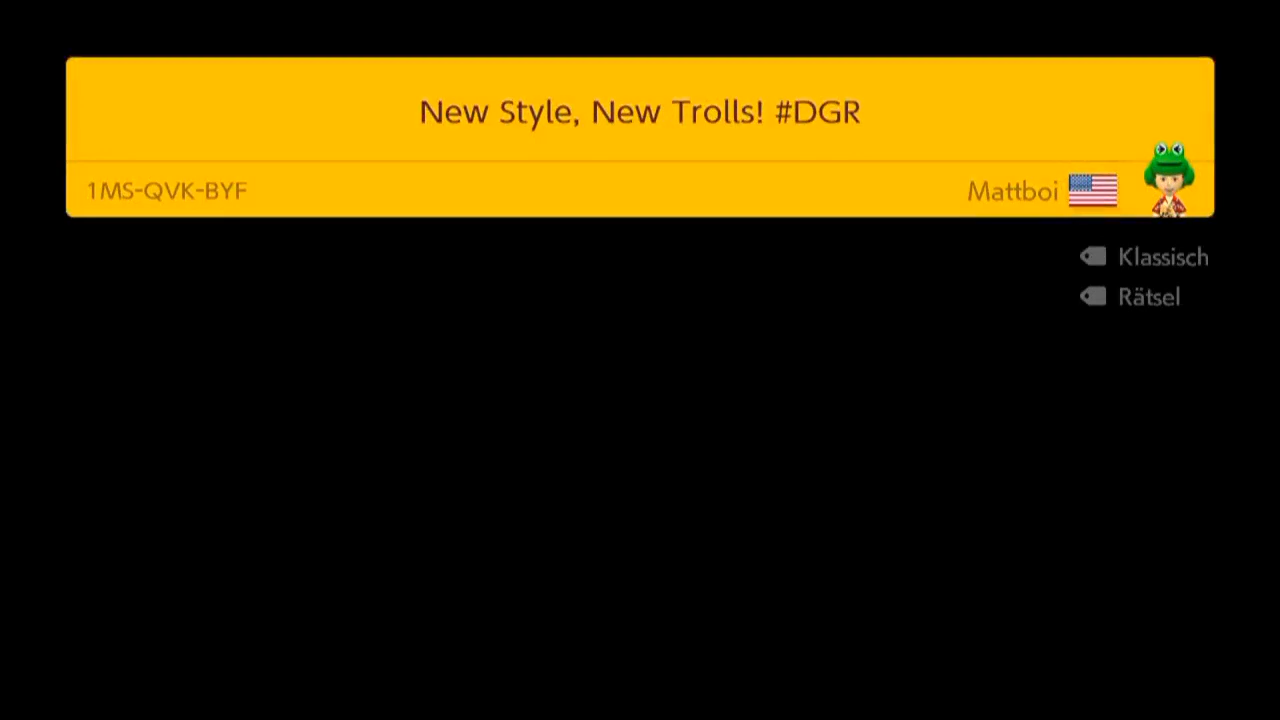 New Style, New Trolls! #DGR
1MS-QVK-BYF
Mattboi
Klassisch
Rätsel